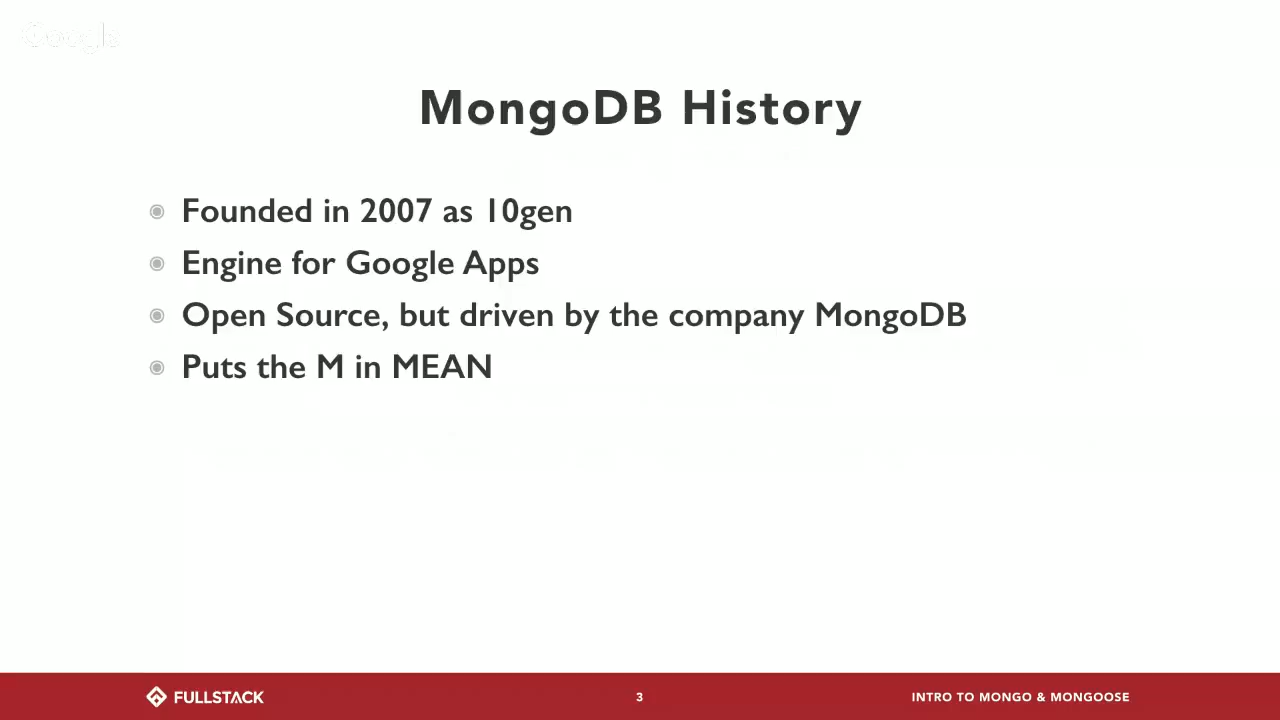 Google
MongoDB History
Founded in 2007 as 10gen
Engine for Google Apps
Open Source, but driven by the company MongoDB
Puts the M in MEAN
FULLSTACK
3
INTRO TO MONGO & MONGOOSE